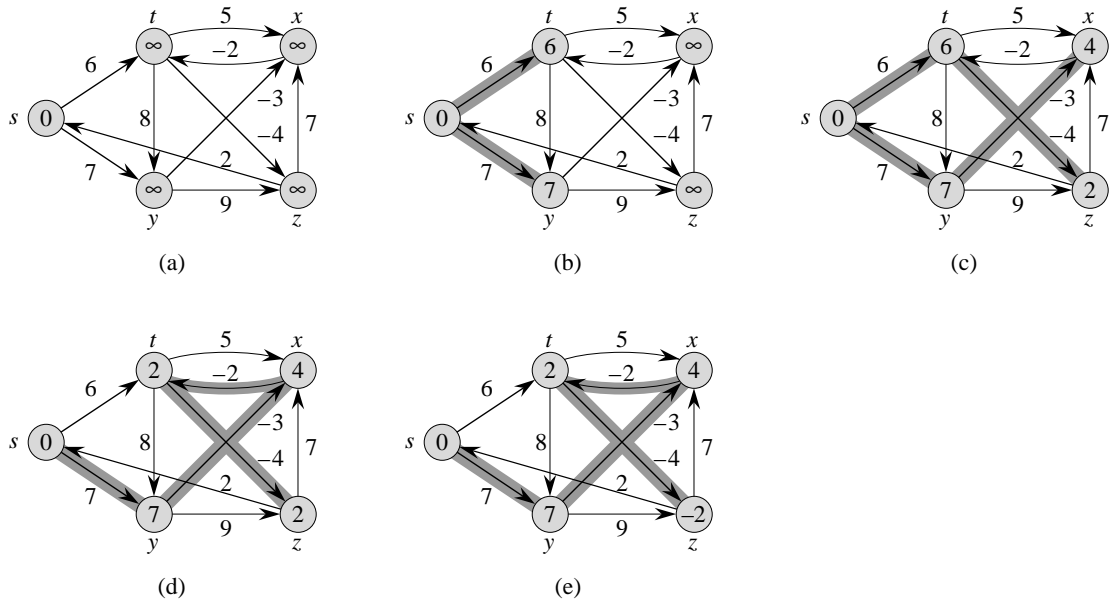 t 5 x
∞ −2 ∞
6
s 0 8 −3 7
−4
7 2
∞ 9 ∞
y z
(a)
t 5 x
6 −2 ∞
6
s 0 8 −3 7
−4
7 2
7 9 ∞
y z
(b)
t 5 x
6 −2 4
6
s 0 8 −3 7
−4
7 2
7 9 2
y z
(c)
t 5 x
2 −2 4
6
s 0 8 −3 7
−4
7 2
7 9 2
y z
(d)
t 5 x
2 −2 4
6
s 0 8 −3 7
−4
7 2
7 9 −2
y z
(e)